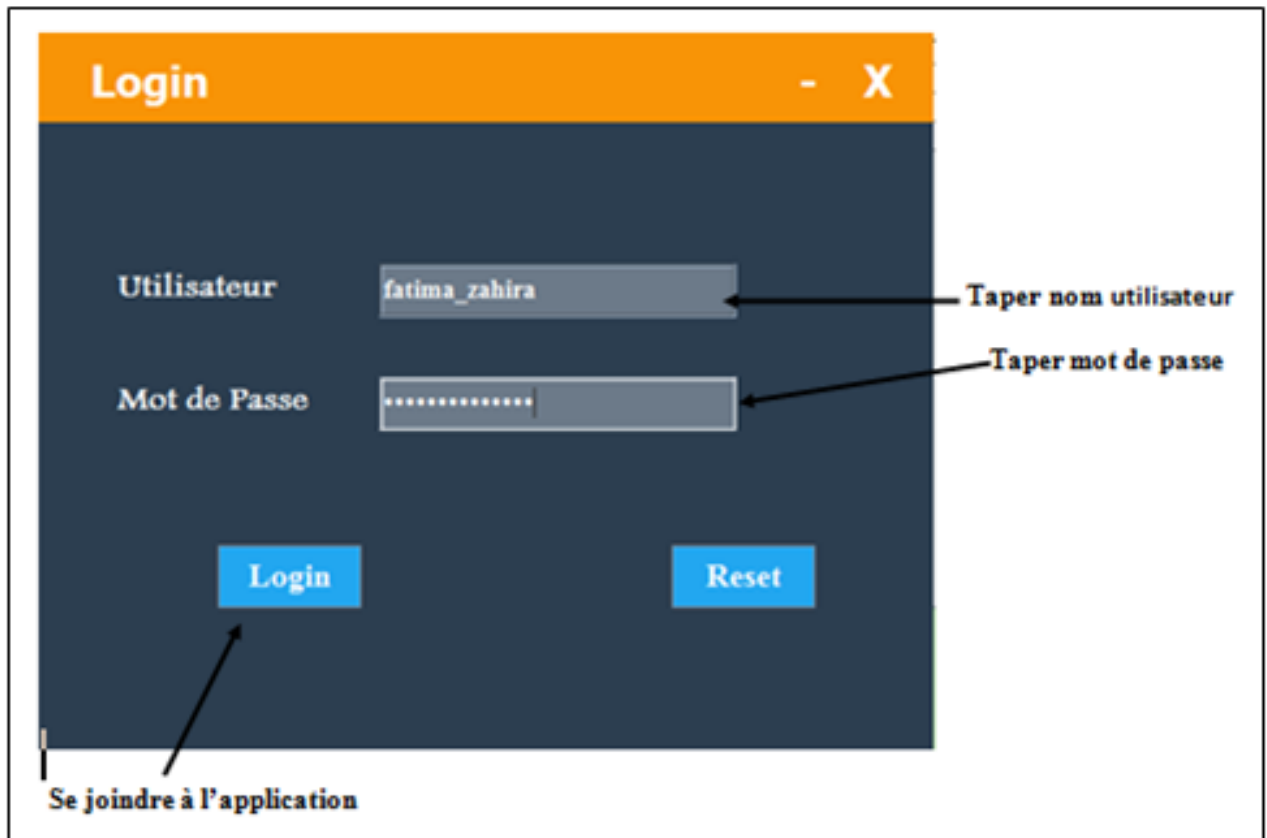 Login - X
Utilisateur fatima_zahira
Taper nom utilisateur
Taper mot de passe
Mot de Passe ••••••••••••••
Login Reset
Se joindre à l'application